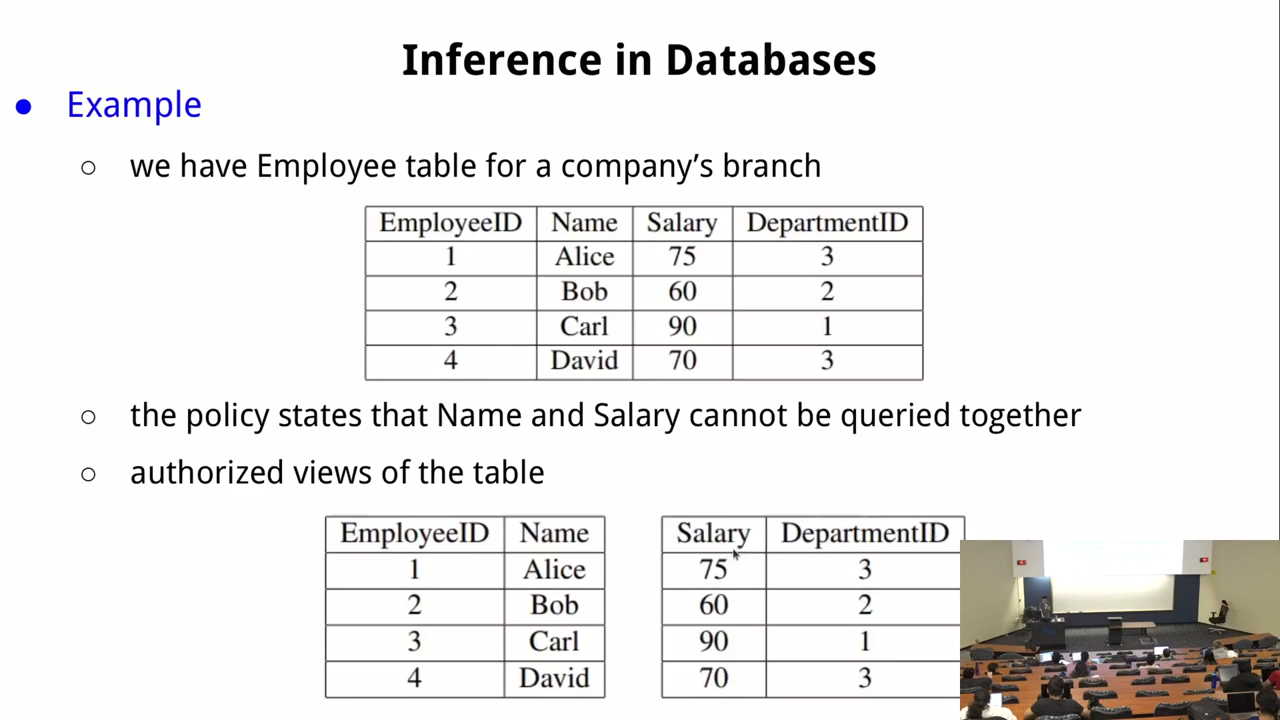 Inference in Databases
● Example
○ we have Employee table for a company’s branch
EmployeeID Name Salary DepartmentID
1 Alice 75 3
2 Bob 60 2
3 Carl 90 1
4 David 70 3
○ the policy states that Name and Salary cannot be queried together
○ authorized views of the table
EmployeeID Name Salary DepartmentID
1 Alice 75 3
2 Bob 60 2
3 Carl 90 1
4 David 70 3